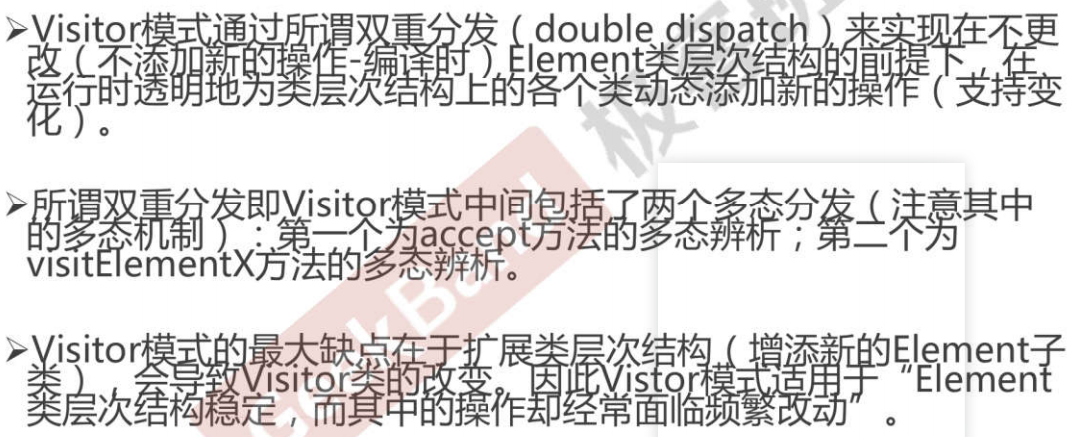 ➢Visitor模式通过所谓双重分发（double dispatch）来实现在不更
改（不添加新的操作-编译时）Element类层次结构的前提下，在
运行时透明地为类层次结构上的各个类动态添加新的操作（支持变
化）。
➢所谓双重分发即Visitor模式中间包括了两个多态分发（注意其中
的多态机制）：第一个为accept方法的多态辨析；第二个为
visitElementX方法的多态辨析。
➢Visitor模式的最大缺点在于扩展类层次结构（增添新的Element子
类），会导致Visitor类的改变。因此Vistor模式适用于“Element
类层次结构稳定，而其中的操作却经常面临频繁改动”。